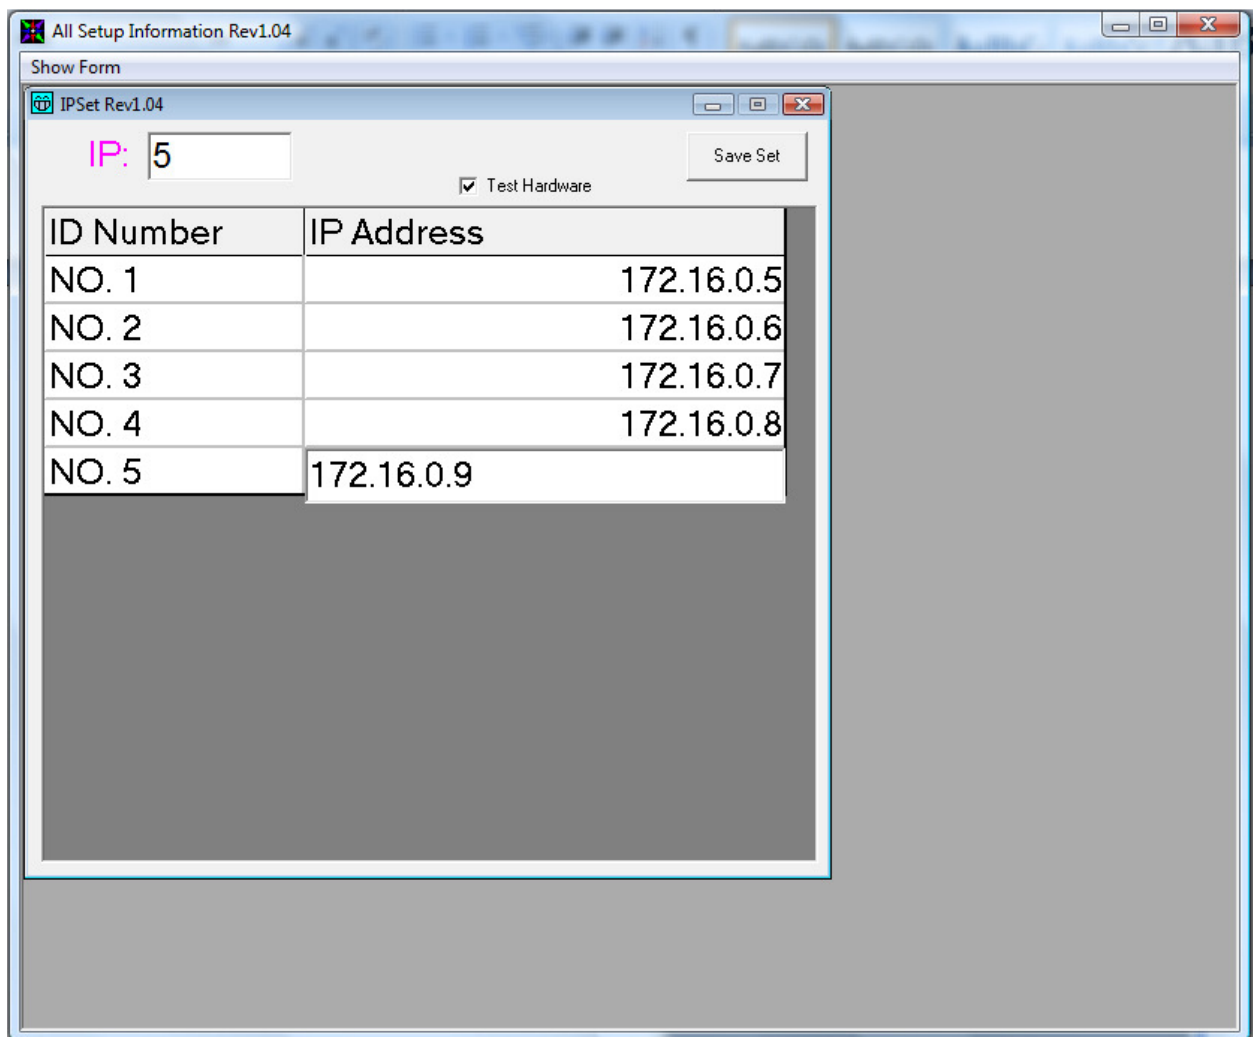 All Setup Information Rev1.04
Show Form
IPSet Rev1.04
IP: 5
Save Set
Test Hardware
ID Number IP Address
NO. 1 172.16.0.5
NO. 2 172.16.0.6
NO. 3 172.16.0.7
NO. 4 172.16.0.8
NO. 5 172.16.0.9